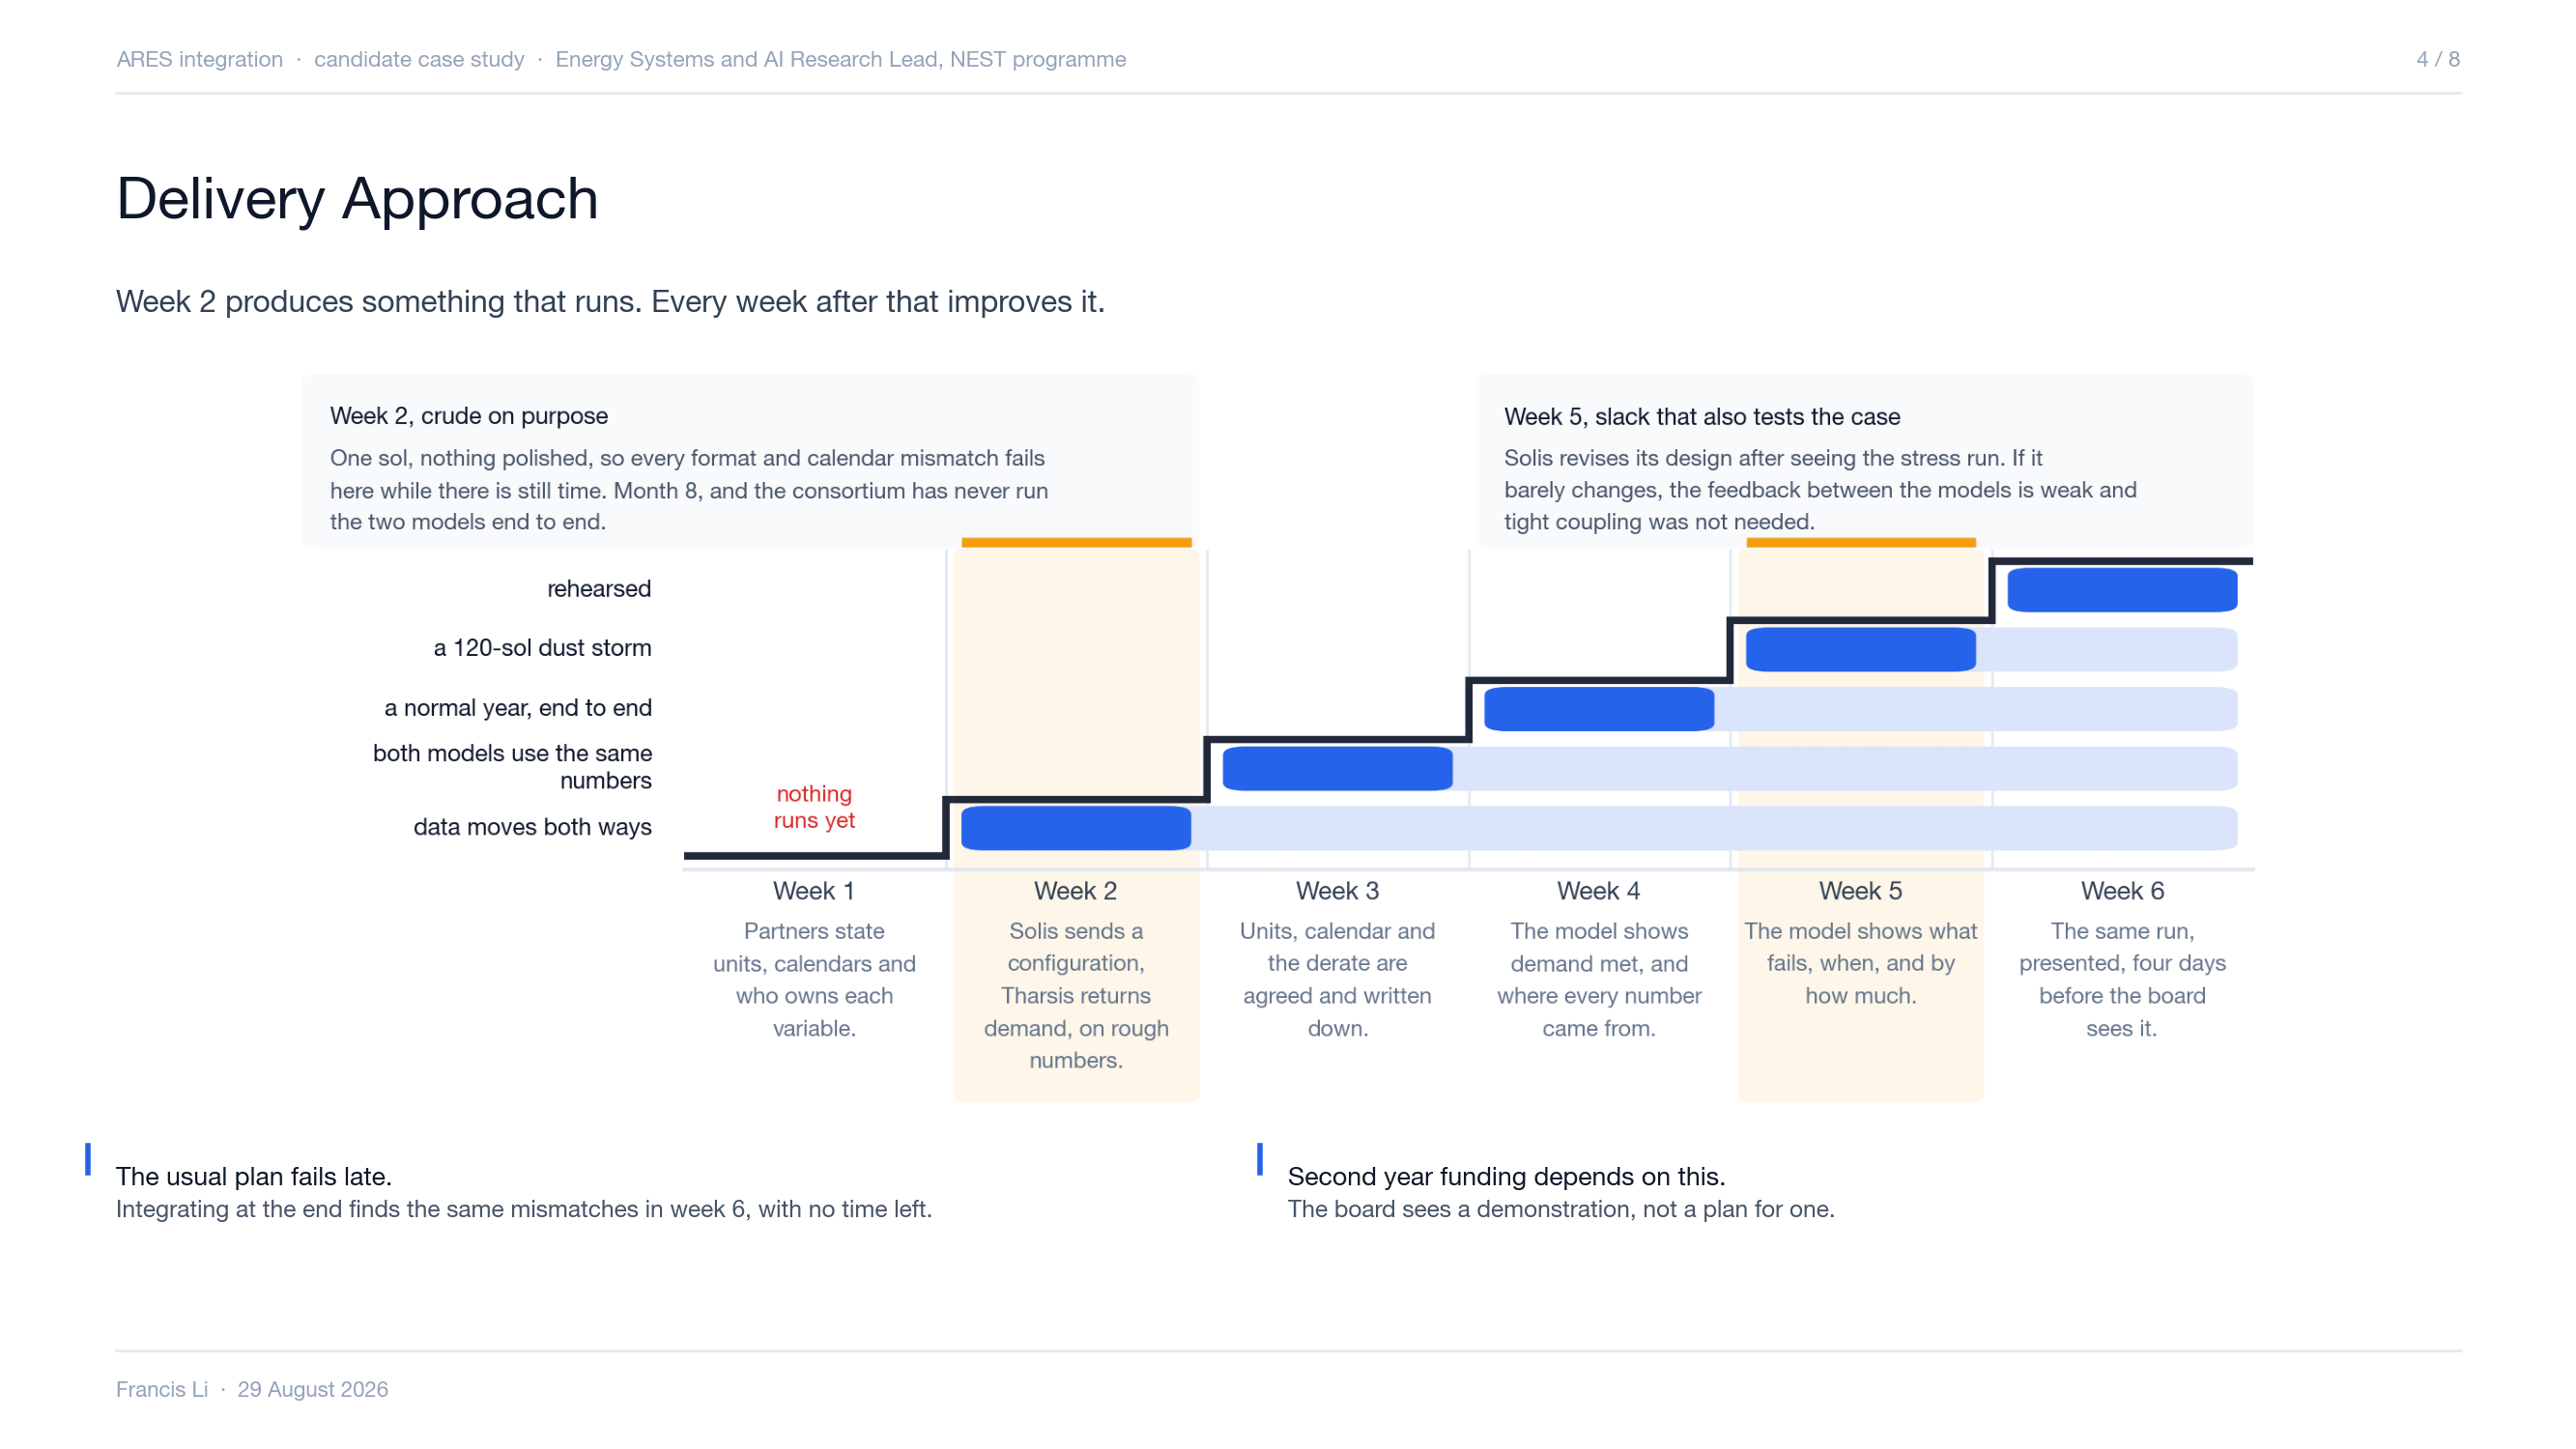 ARES integration · candidate case study · Energy Systems and AI Research Lead, NEST programme
4 / 8
Delivery Approach
Week 2 produces something that runs. Every week after that improves it.
Week 2, crude on purpose
One sol, nothing polished, so every format and calendar mismatch fails
here while there is still time. Month 8, and the consortium has never run
the two models end to end.
Week 5, slack that also tests the case
Solis revises its design after seeing the stress run. If it
barely changes, the feedback between the models is weak and
tight coupling was not needed.
rehearsed
a 120-sol dust storm
a normal year, end to end
both models use the same
numbers
data moves both ways
nothing
runs yet
Week 1
Partners state
units, calendars and
who owns each
variable.
Week 2
Solis sends a
configuration,
Tharsis returns
demand, on rough
numbers.
Week 3
Units, calendar and
the derate are
agreed and written
down.
Week 4
The model shows
demand met, and
where every number
came from.
Week 5
The model shows what
fails, when, and by
how much.
Week 6
The same run,
presented, four days
before the board
sees it.
The usual plan fails late.
Integrating at the end finds the same mismatches in week 6, with no time left.
Second year funding depends on this.
The board sees a demonstration, not a plan for one.
Francis Li · 29 August 2026